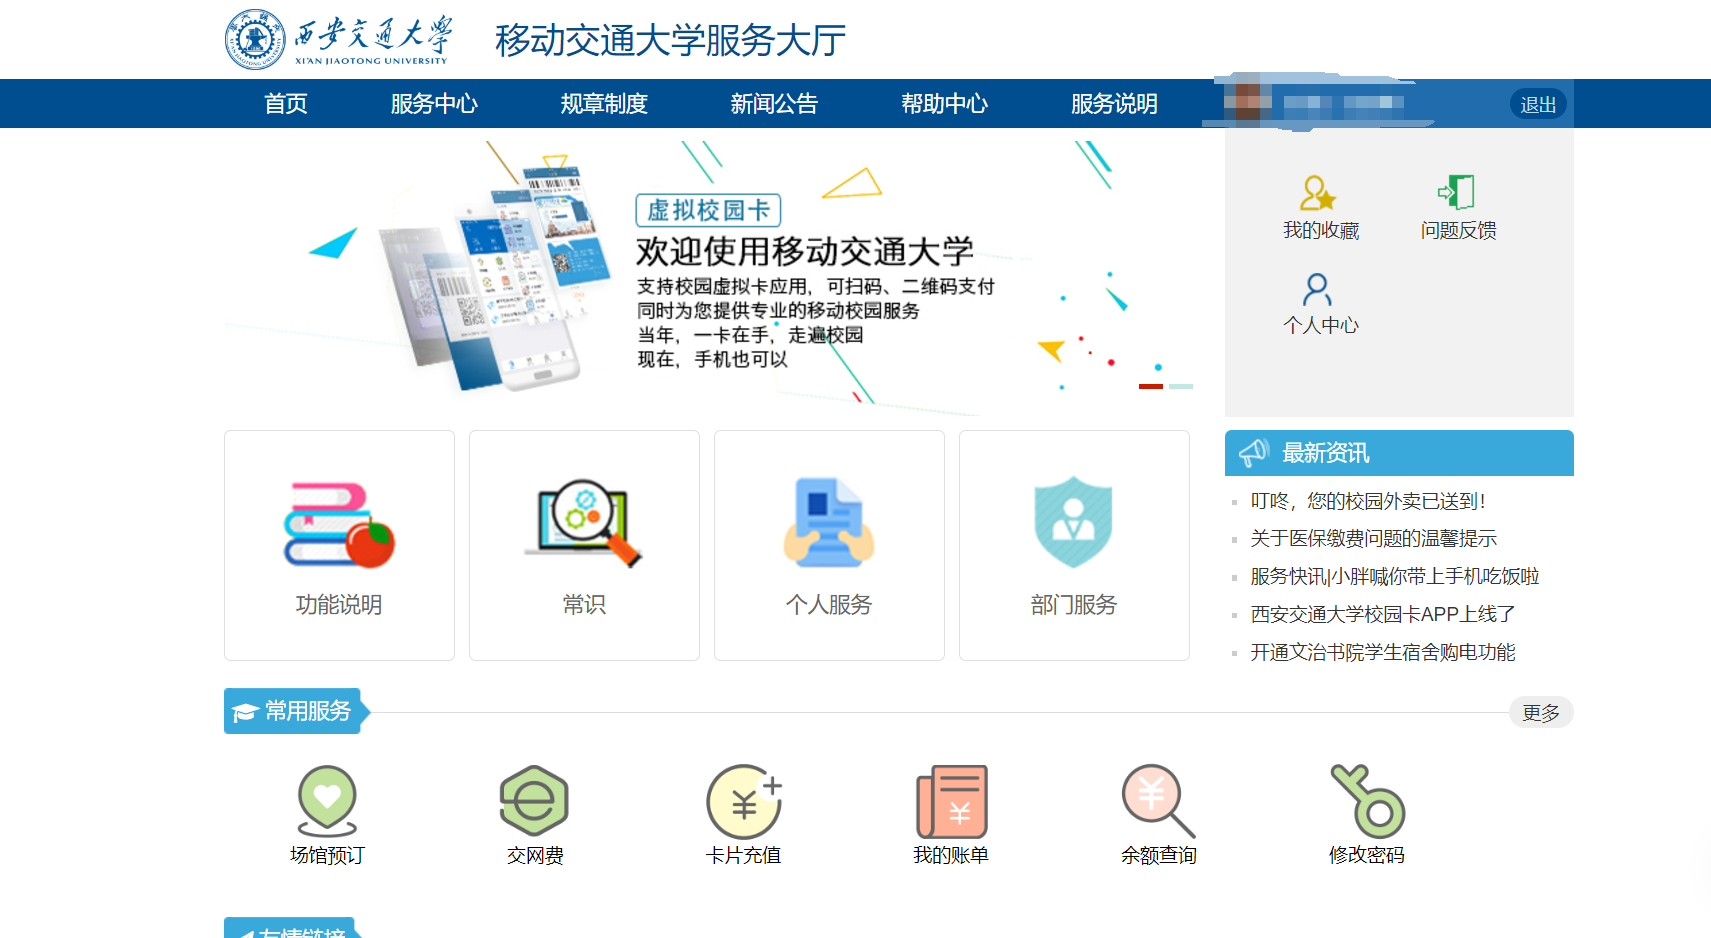 西安交通大学
XI'AN JIAOTONG UNIVERSITY
移动交通大学服务大厅
首页
服务中心
规章制度
新闻公告
帮助中心
服务说明
退出
虚拟校园卡
欢迎使用移动交通大学
支持校园虚拟卡应用，可扫码、二维码支付
同时为您提供专业的移动校园服务
当年，一卡在手，走遍校园
现在，手机也可以
我的收藏
问题反馈
个人中心
功能说明
常识
个人服务
部门服务
最新资讯
叮咚，您的校园外卖已送到！
关于医保缴费问题的温馨提示
服务快讯|小胖喊你带上手机吃饭啦
西安交通大学校园卡APP上线了
开通文治书院学生宿舍购电功能
常用服务
更多
场馆预订
交网费
卡片充值
我的账单
余额查询
修改密码
友情链接